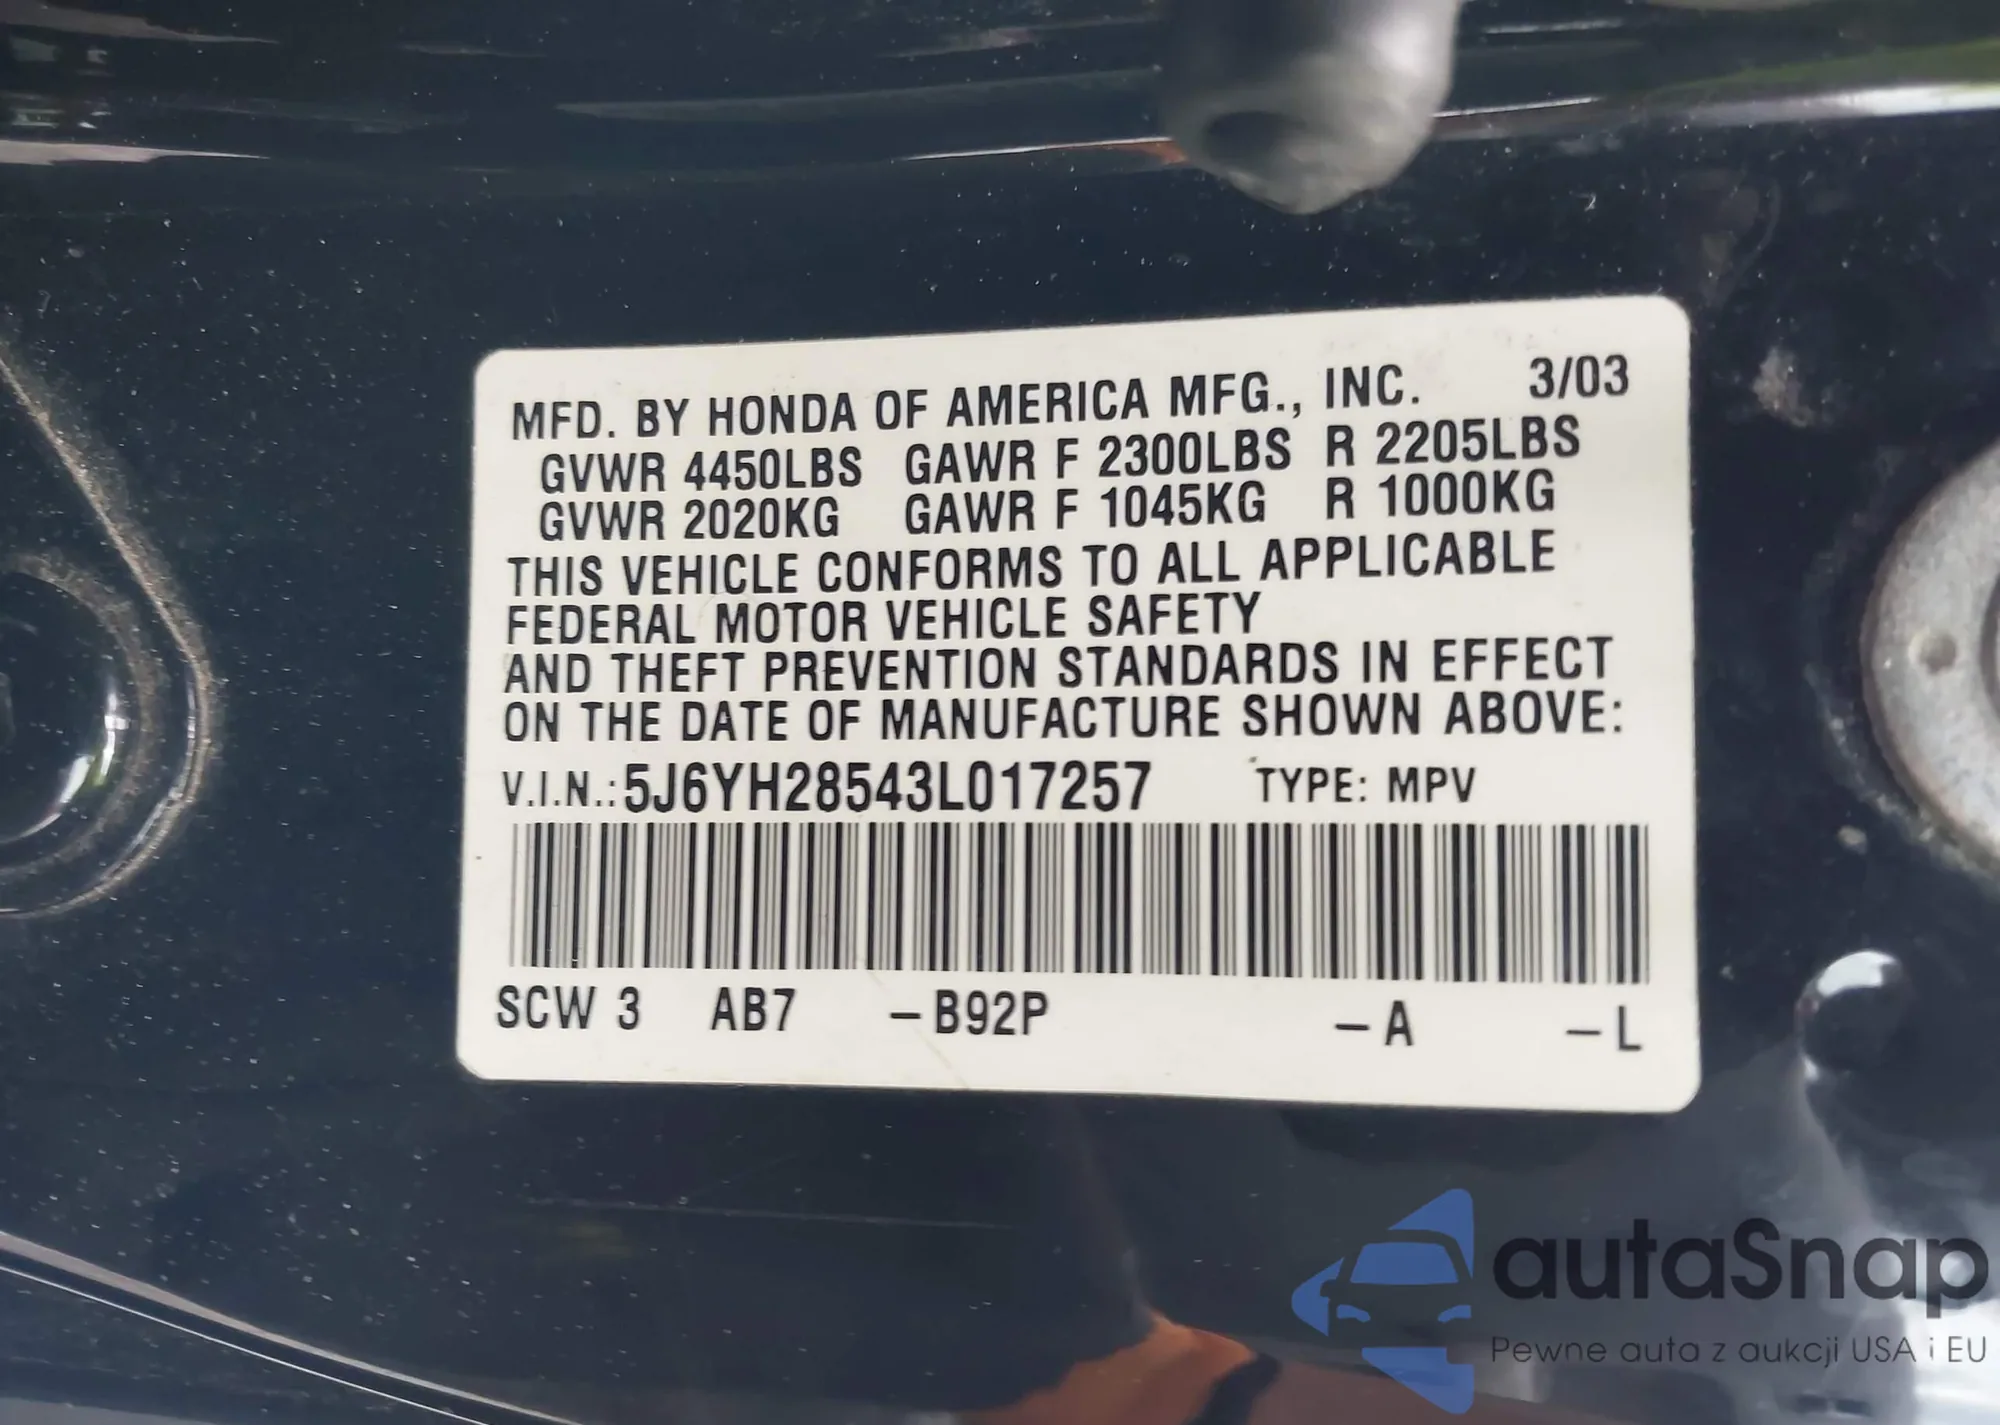 MFD. BY HONDA OF AMERICA MFG., INC. 3/03
GVWR 4450LBS GAWR F 2300LBS R 2205LBS
GVWR 2020KG GAWR F 1045KG R 1000KG
THIS VEHICLE CONFORMS TO ALL APPLICABLE
FEDERAL MOTOR VEHICLE SAFETY
AND THEFT PREVENTION STANDARDS IN EFFECT
ON THE DATE OF MANUFACTURE SHOWN ABOVE:
V.I.N.:5J6YH28543L017257 TYPE: MPV
SCW 3 AB7 –B92P –A –L
autaSnap
Pewne auta z aukcji USA i EU